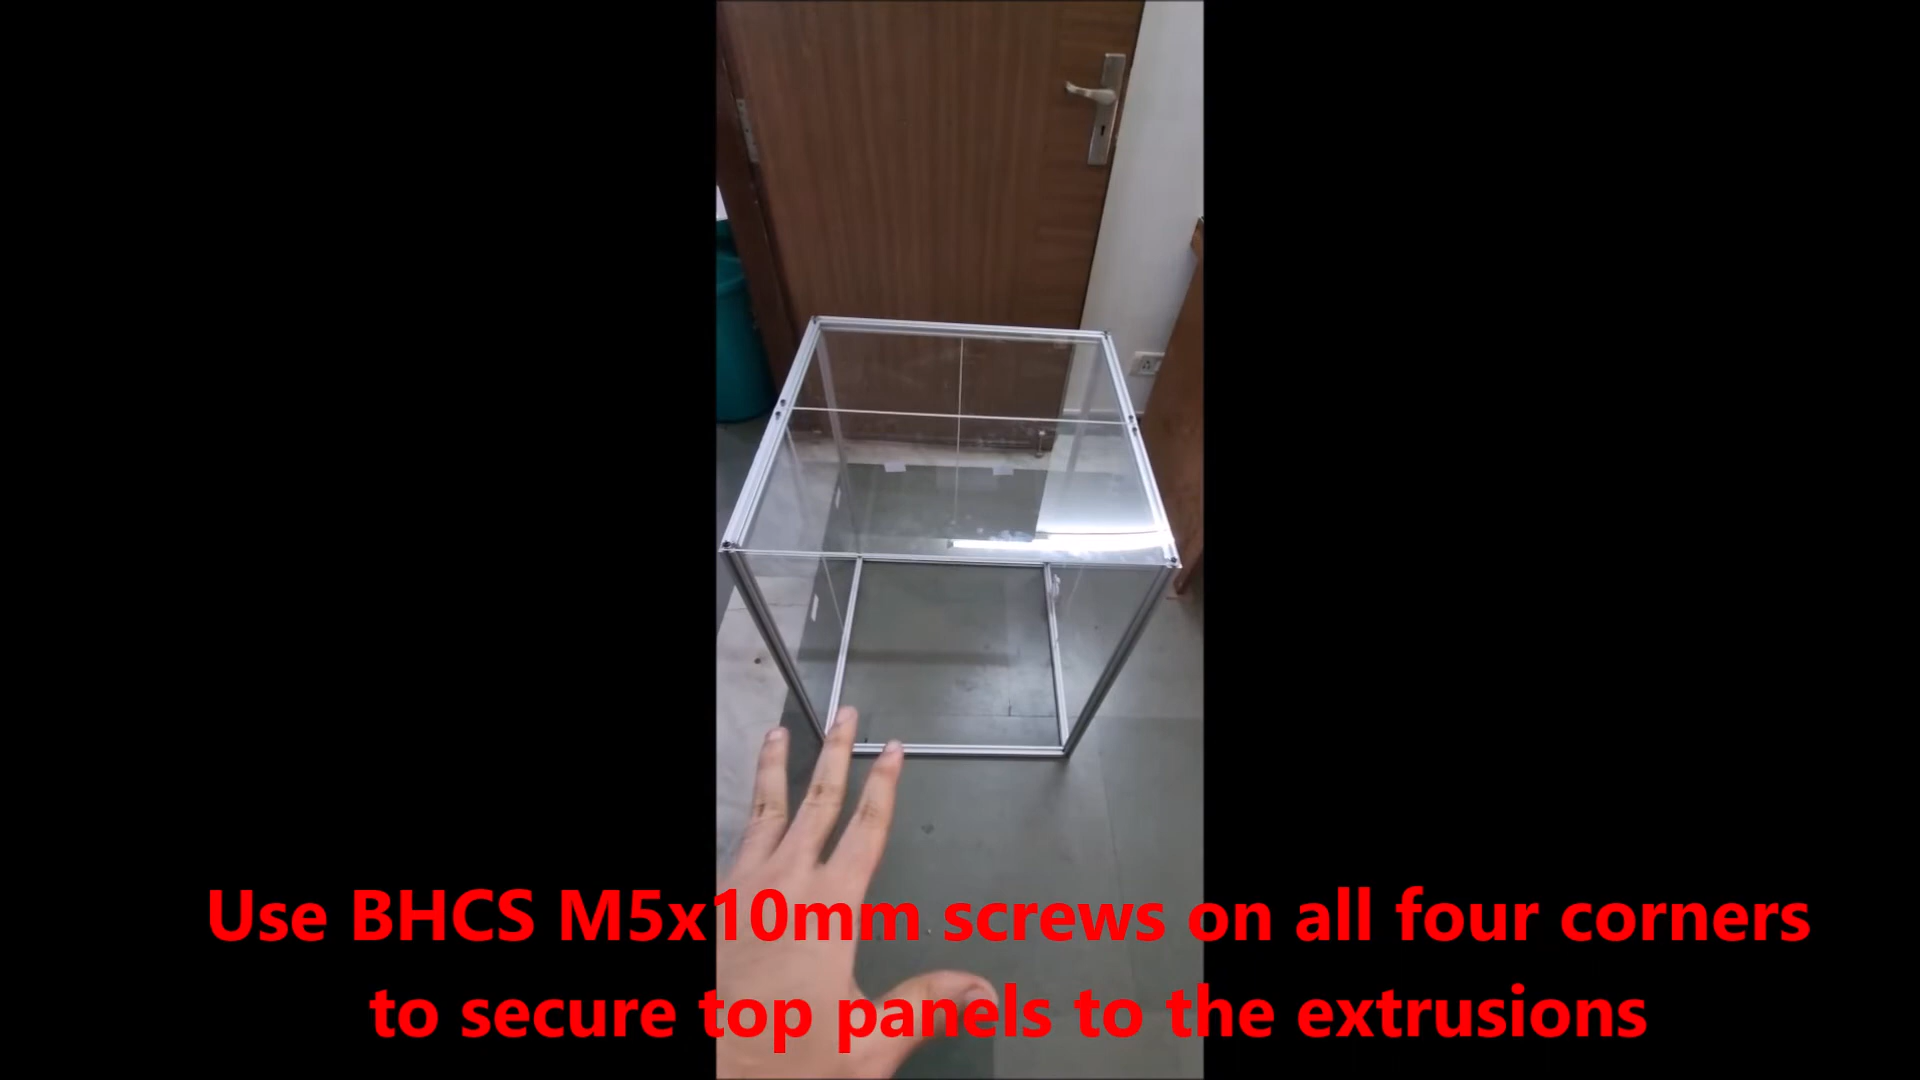 Use BHCS M5x10mm screws on all four corners
to secure top panels to the extrusions